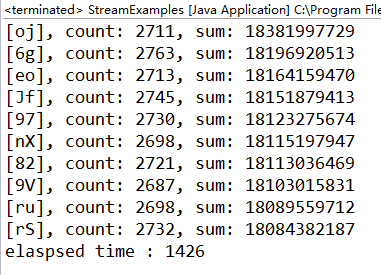 <terminated> StreamExamples [Java Application] C:\Program File
[oj], count: 2711, sum: 18381997729
[6g], count: 2763, sum: 18196920513
[eo], count: 2713, sum: 18164159470
[Jf], count: 2745, sum: 18151879413
[97], count: 2730, sum: 18123275674
[nX], count: 2698, sum: 18115197947
[82], count: 2721, sum: 18113036469
[9V], count: 2687, sum: 18103015831
[ru], count: 2698, sum: 18089559712
[rS], count: 2732, sum: 18084382187
elaspsed time : 1426